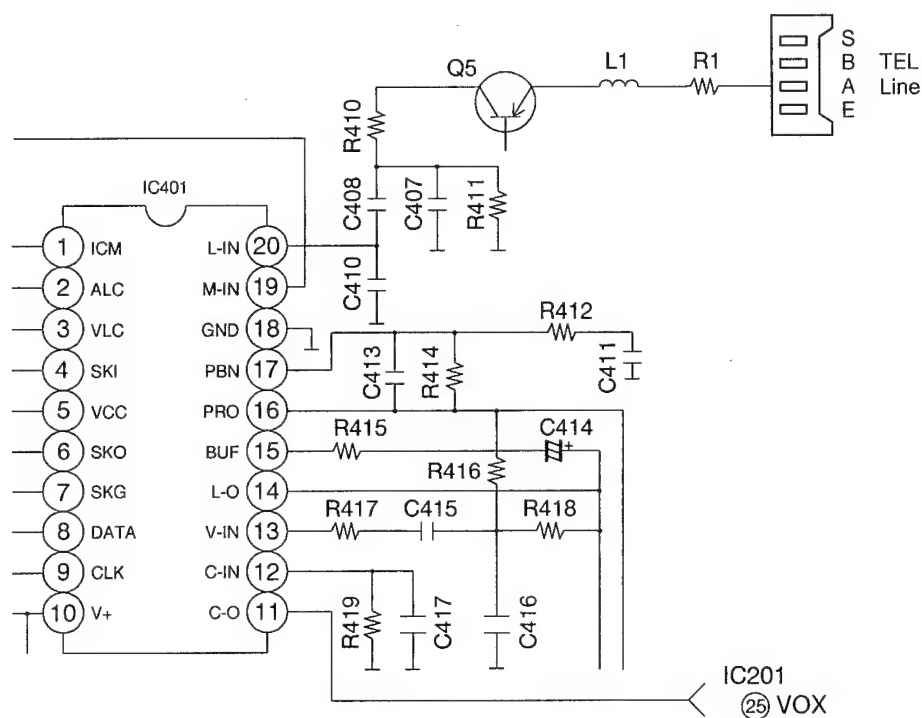 S
L1 R1 B TEL
Q5 A Line
E
R410
IC401 C408 C407 R411
1 ICM L-IN 20
C410
2 ALC M-IN 19
R412
3 VLC GND 18
C413 R414 C411
4 SKI PBN 17
5 VCC PRO 16
R415 C414
+
6 SKO BUF 15
R416
7 SKG L-O 14
R417 C415 R418
8 DATA V-IN 13
9 CLK C-IN 12
R419 C417 C416
10 V+ C-O 11
IC201
25 VOX